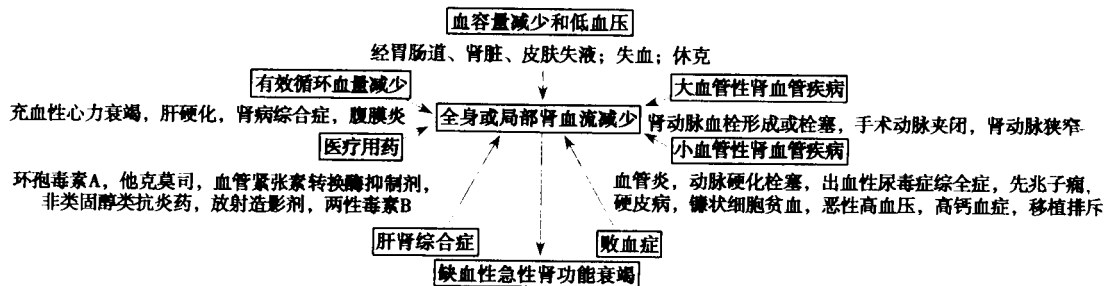 血容量减少和低血压
经胃肠道、肾脏、皮肤失液；失血；休克
有效循环血量减少
大血管性肾血管疾病
充血性心力衰竭，肝硬化，肾病综合症，腹膜炎
全身或局部肾血流减少
肾动脉血栓形成或栓塞，手术动脉夹闭，肾动脉狭窄
医疗用药
小血管性肾血管疾病
环孢毒素A，他克莫司，血管紧张素转换酶抑制剂，
非类固醇类抗炎药，放射造影剂，两性毒素B
血管炎，动脉硬化栓塞，出血性尿毒症综全症，先兆子痫，
硬皮病，镰状细胞贫血，恶性高血压，高钙血症，移植排斥
肝肾综合症
败血症
缺血性急性肾功能衰竭